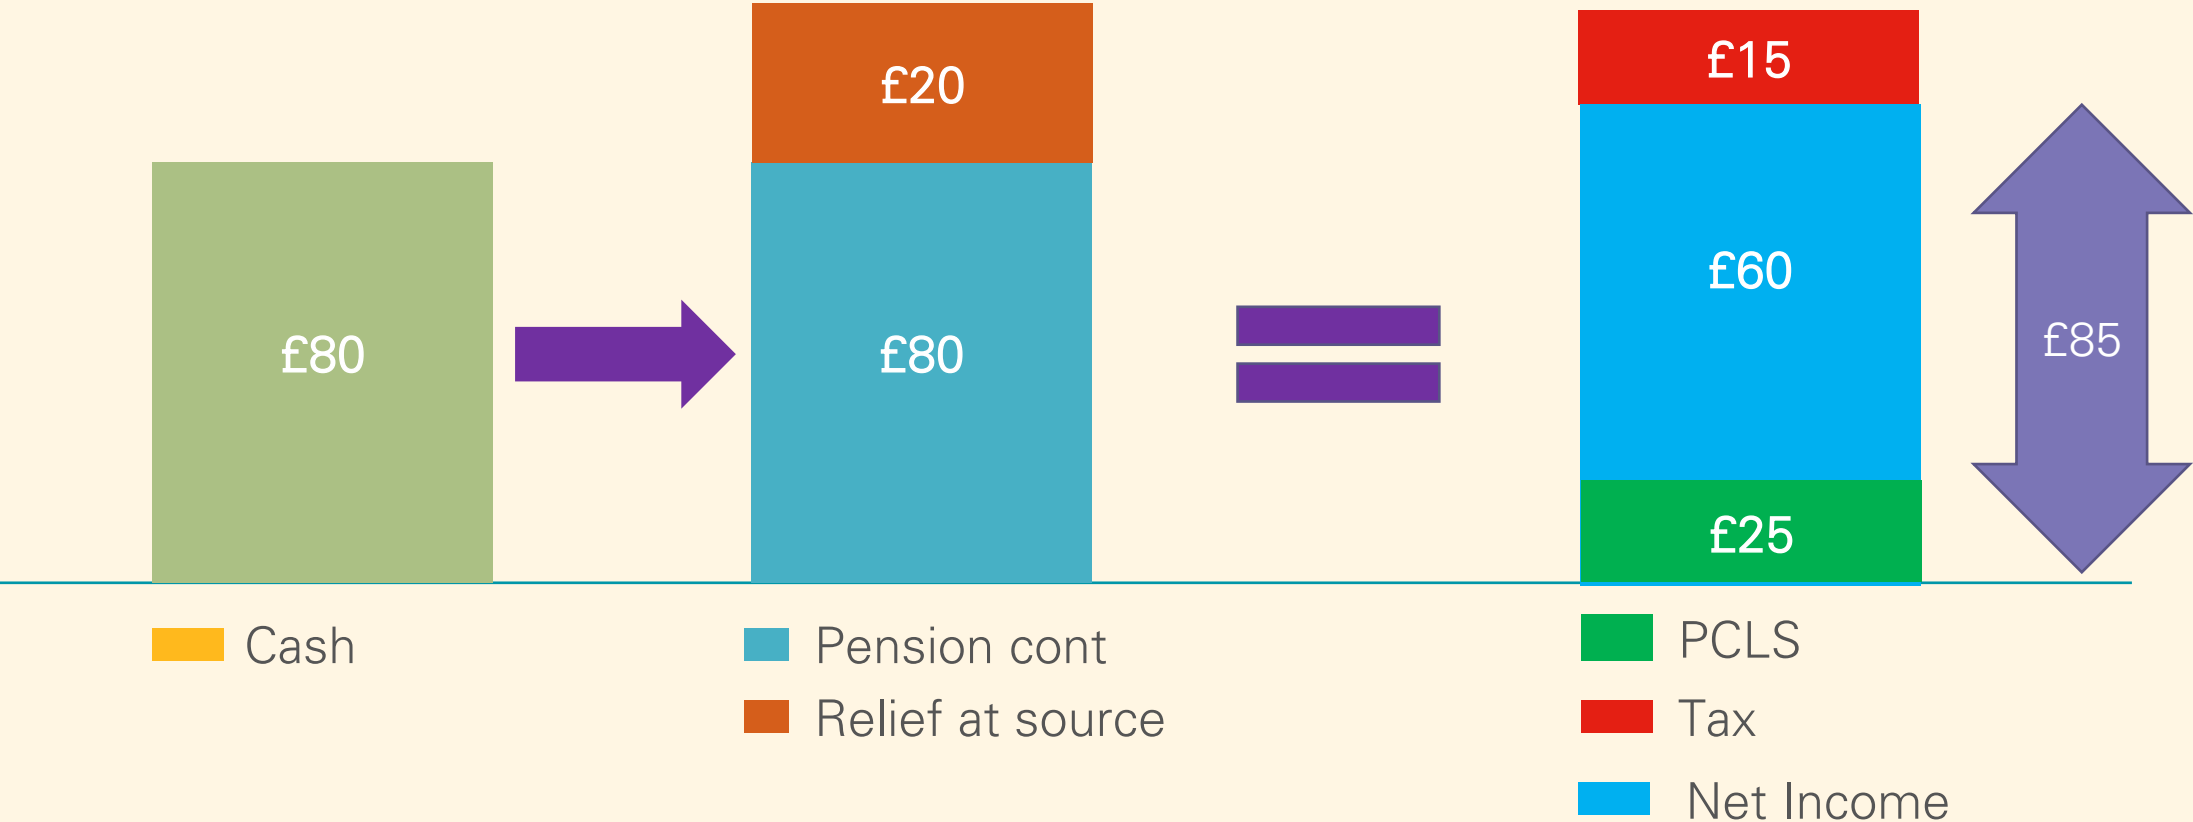 £80
£20
£80
£15
£60
£25
£85
Cash
Pension cont
Relief at source
PCLS
Tax
Net Income